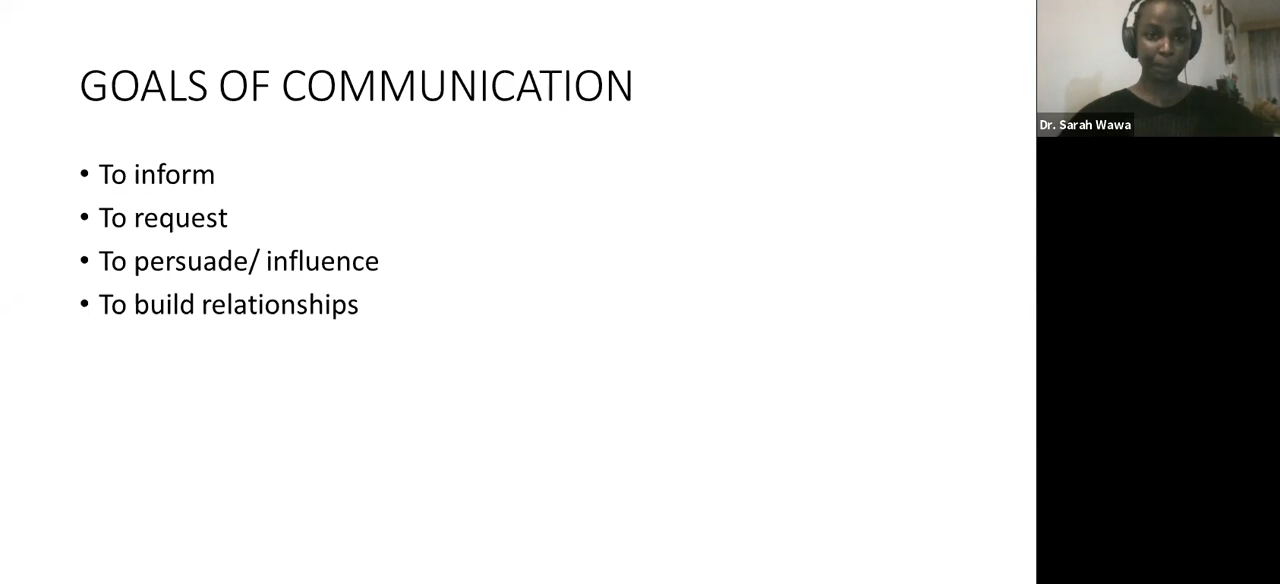 GOALS OF COMMUNICATION
• To inform
• To request
• To persuade/ influence
• To build relationships
Dr. Sarah Wawa